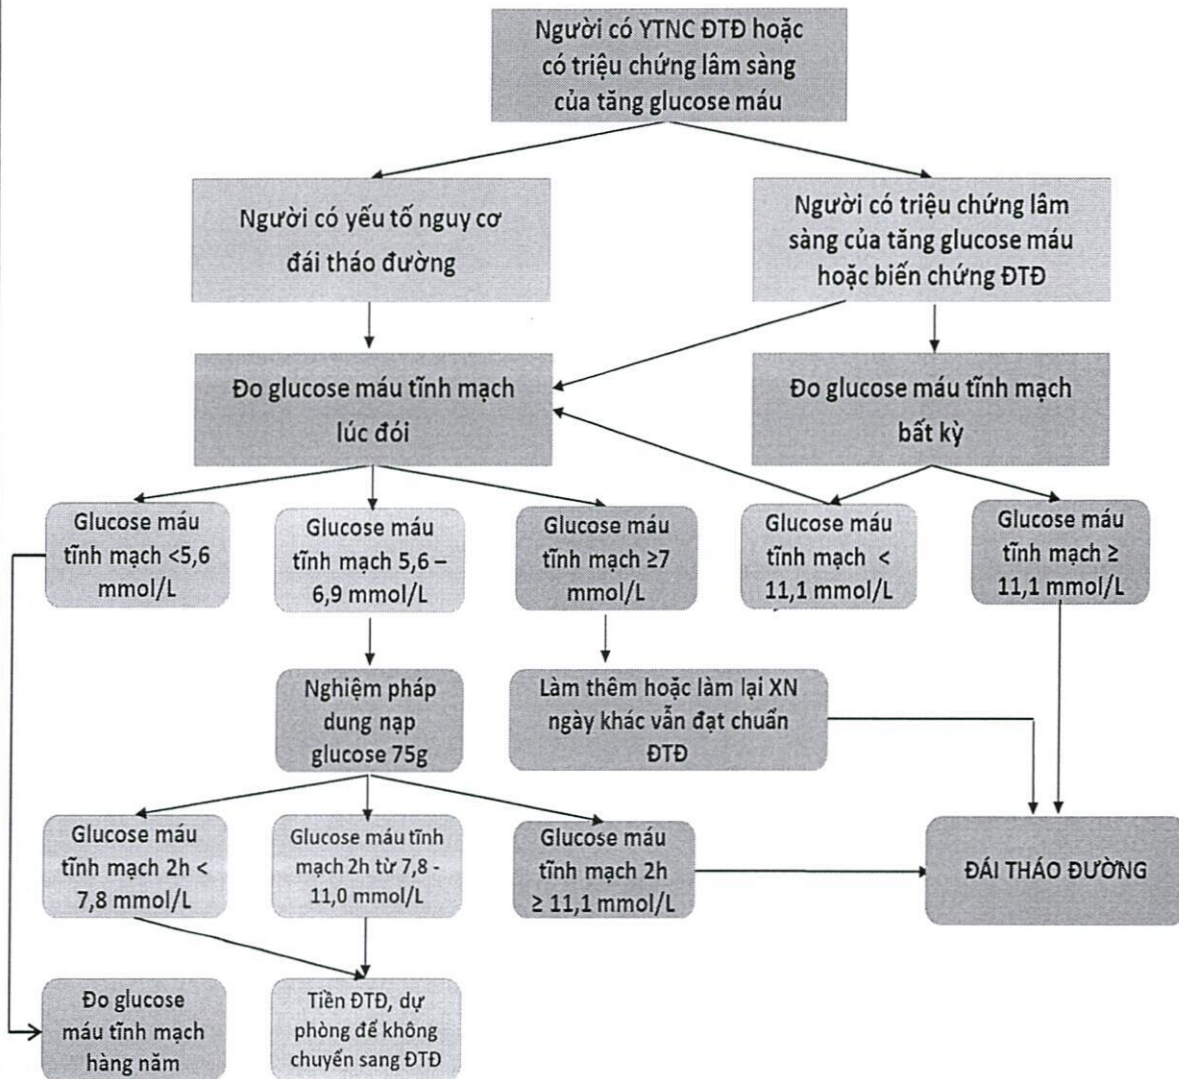 Người có YTNC ĐTĐ hoặc
có triệu chứng lâm sàng
của tăng glucose máu
Người có yếu tố nguy cơ
đái tháo đường
Người có triệu chứng lâm
sàng của tăng glucose máu
hoặc biến chứng ĐTĐ
Đo glucose máu tĩnh mạch
lúc đói
Đo glucose máu tĩnh mạch
bất kỳ
Glucose máu
tĩnh mạch <5,6
mmol/L
Glucose máu
tĩnh mạch 5,6 –
6,9 mmol/L
Glucose máu
tĩnh mạch ≥7
mmol/L
Glucose máu
tĩnh mạch <
11,1 mmol/L
Glucose máu
tĩnh mạch ≥
11,1 mmol/L
Nghiệm pháp
dung nạp
glucose 75g
Làm thêm hoặc làm lại XN
ngày khác vẫn đạt chuẩn
ĐTĐ
Glucose máu
tĩnh mạch 2h <
7,8 mmol/L
Glucose máu tĩnh
mạch 2h từ 7,8 -
11,0 mmol/L
Glucose máu
tĩnh mạch 2h
≥ 11,1 mmol/L
ĐÁI THÁO ĐƯỜNG
Đo glucose
máu tĩnh mạch
hàng năm
Tiền ĐTĐ, dự
phòng để không
chuyển sang ĐTĐ